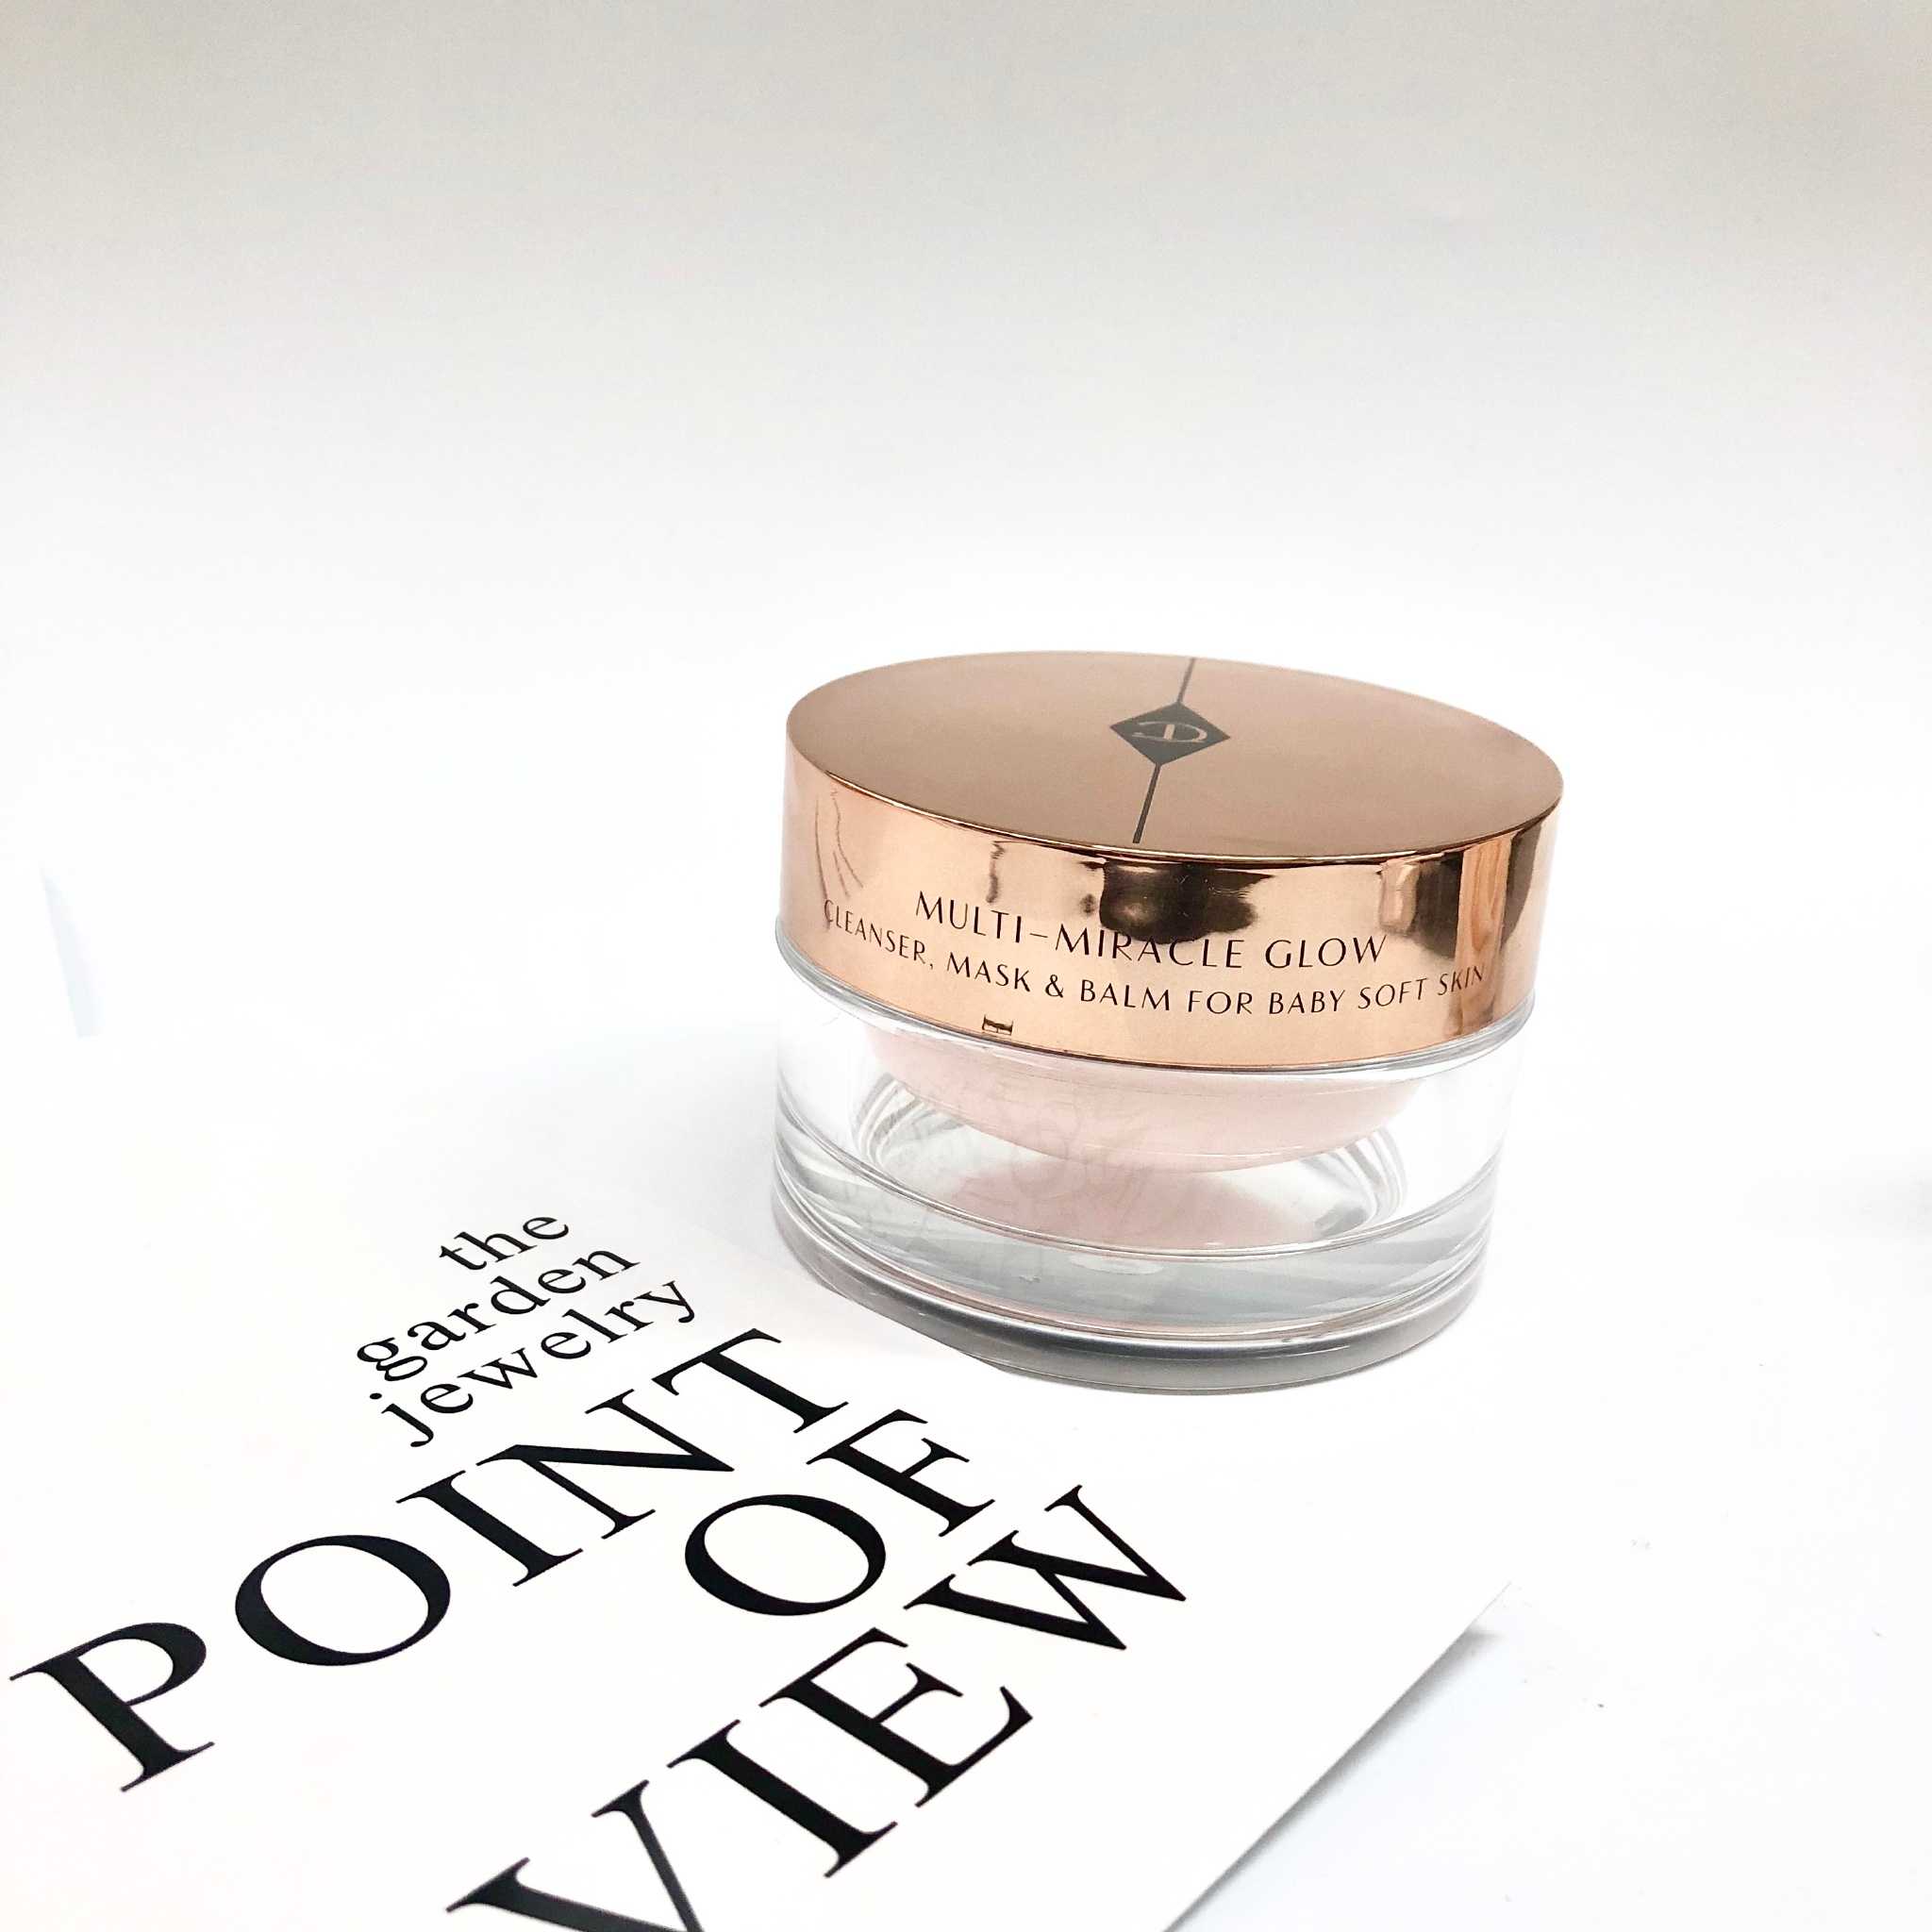 MULTI-MIRACLE GLOW
CLEANSER, MASK & BALM FOR BABY SOFT SKIN
the
garden
jewelry
POINT
OF
VIEW